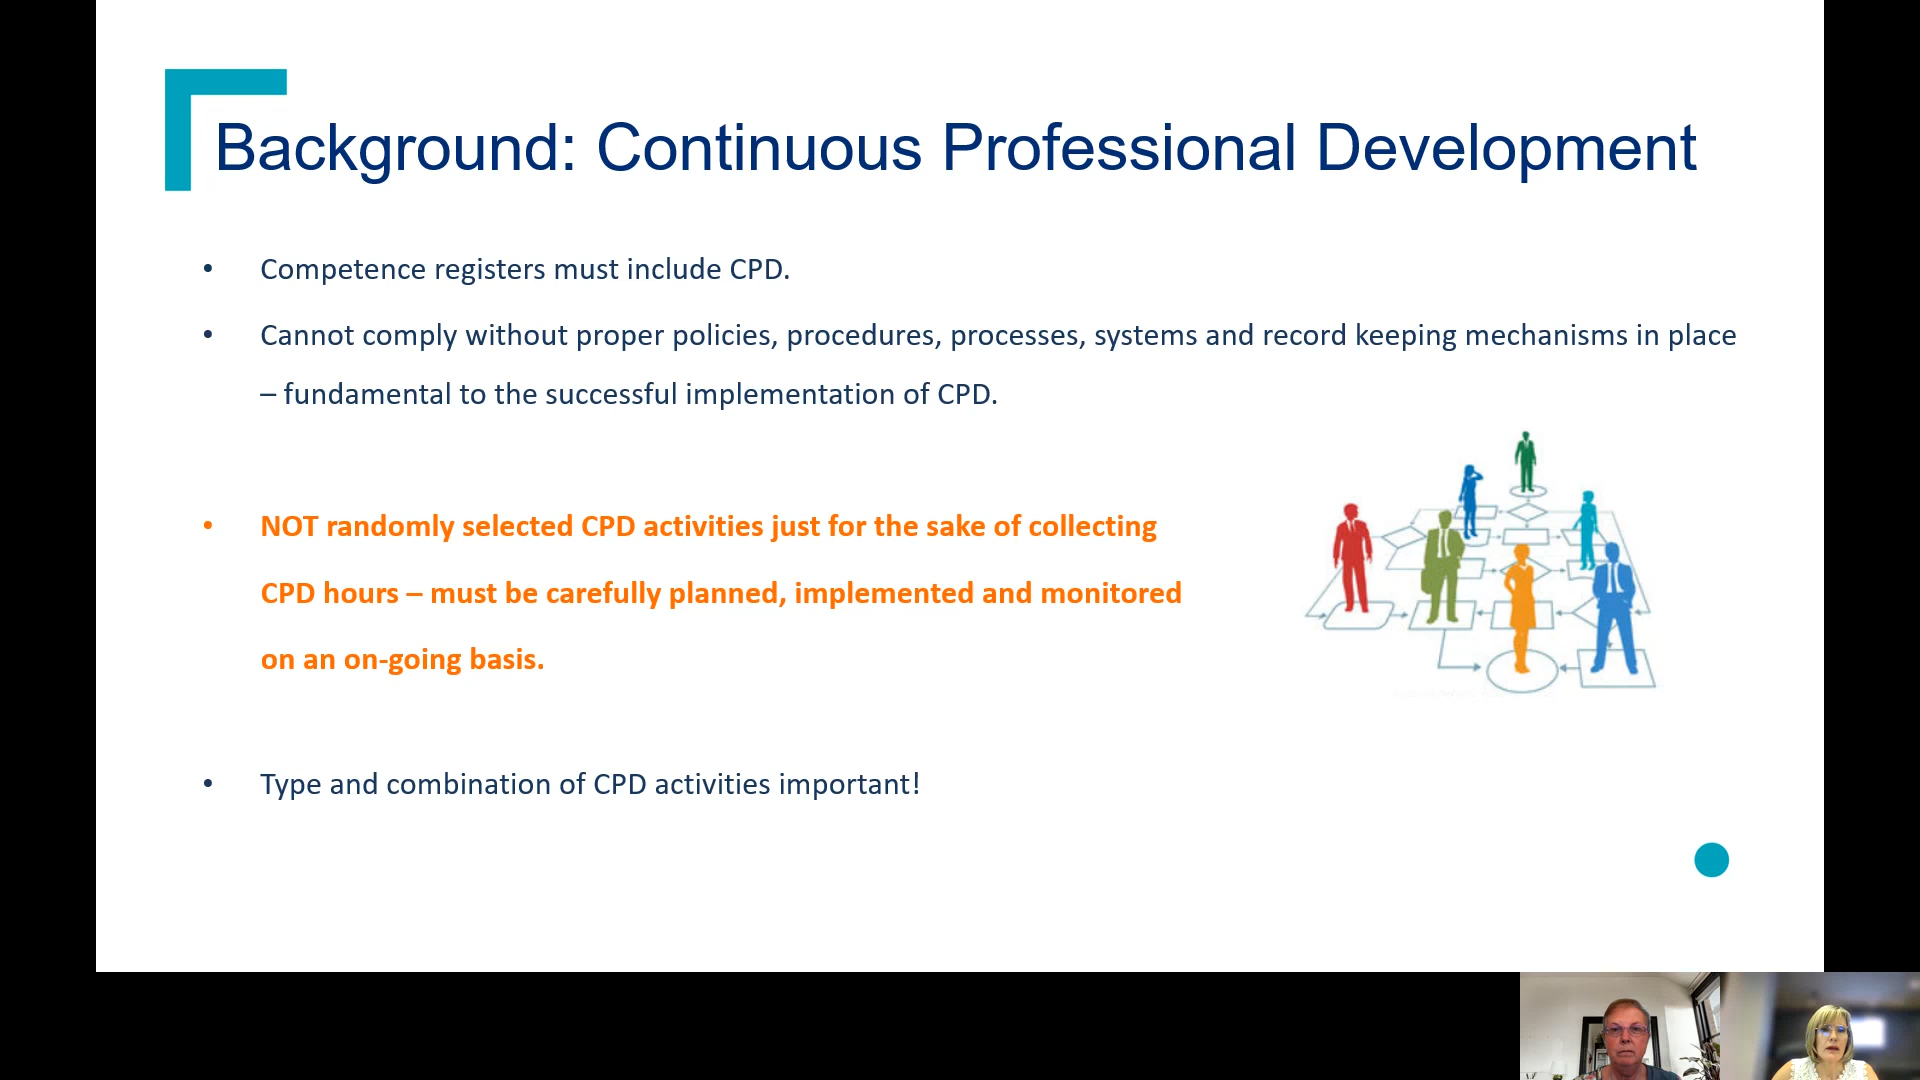 Background: Continuous Professional Development
• Competence registers must include CPD.
• Cannot comply without proper policies, procedures, processes, systems and record keeping mechanisms in place
– fundamental to the successful implementation of CPD.
• NOT randomly selected CPD activities just for the sake of collecting
CPD hours – must be carefully planned, implemented and monitored
on an on-going basis.
• Type and combination of CPD activities important!